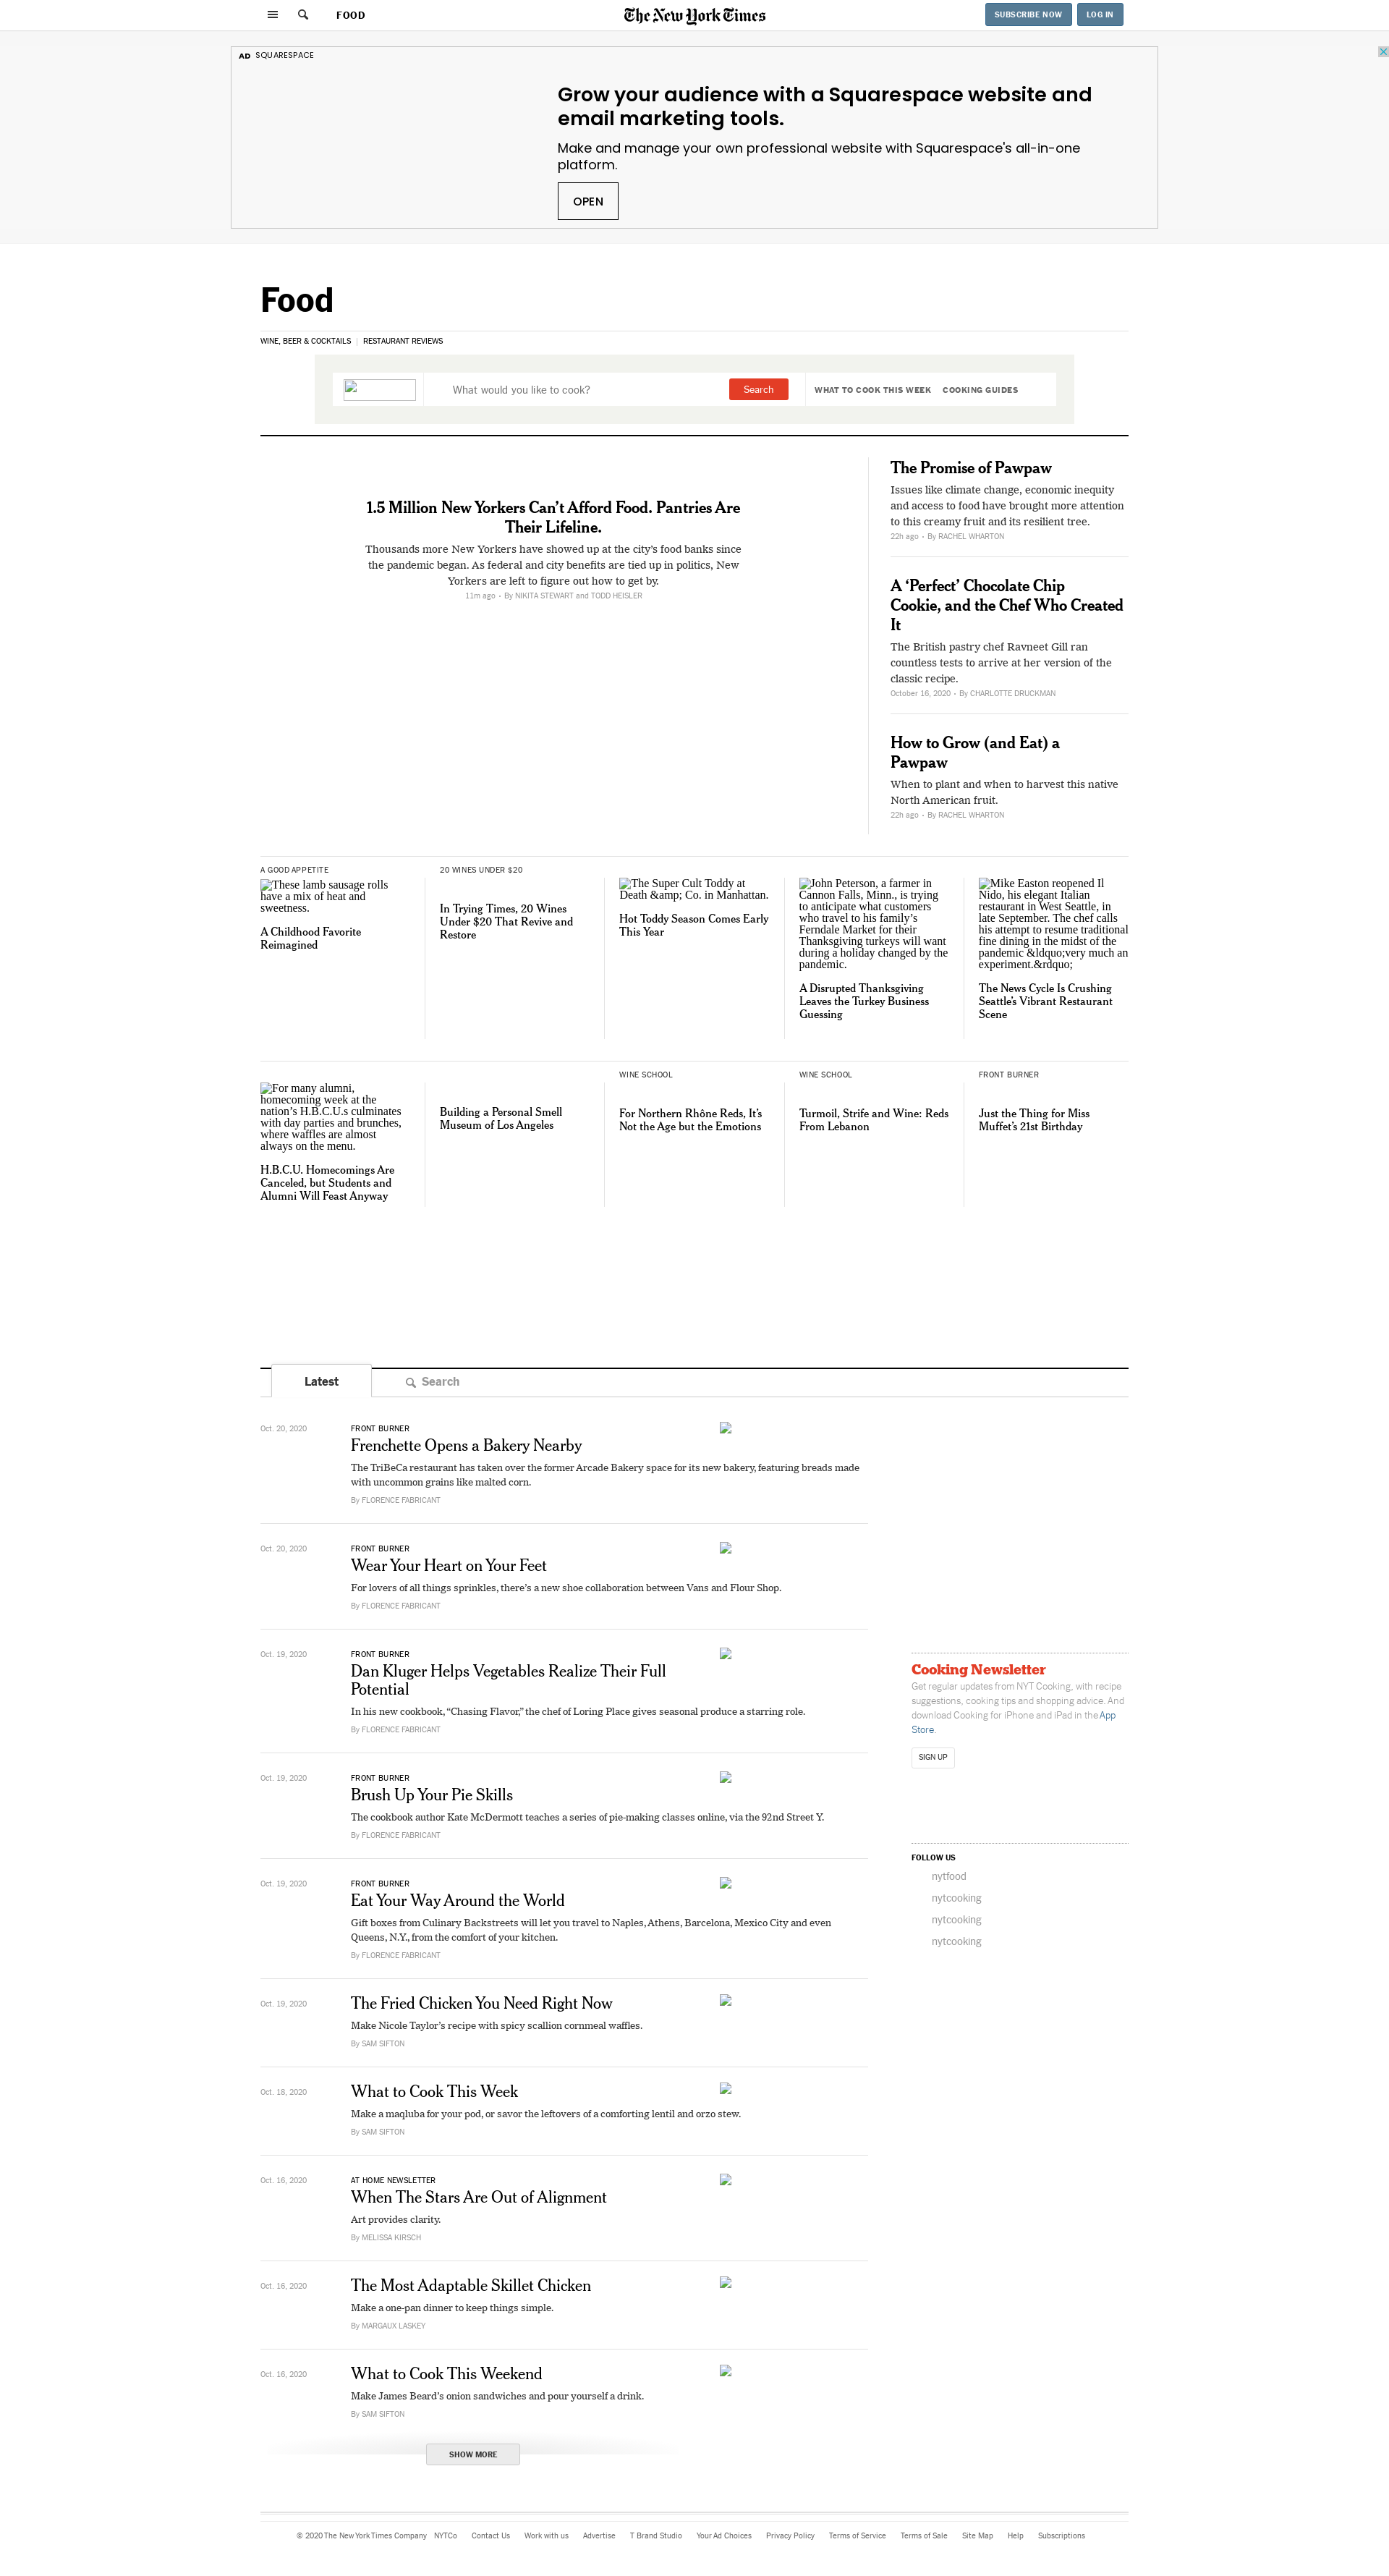 FOOD
The New York Times
SUBSCRIBE NOW
LOG IN
AD SQUARESPACE
Grow your audience with a Squarespace website and
email marketing tools.
Make and manage your own professional website with Squarespace's all-in-one
platform.
OPEN
Food
WINE, BEER & COCKTAILS | RESTAURANT REVIEWS
What would you like to cook?
Search
WHAT TO COOK THIS WEEK
COOKING GUIDES
1.5 Million New Yorkers Can’t Afford Food. Pantries Are
Their Lifeline.
Thousands more New Yorkers have showed up at the city’s food banks since
the pandemic began. As federal and city benefits are tied up in politics, New
Yorkers are left to figure out how to get by.
11m ago • By NIKITA STEWART and TODD HEISLER
The Promise of Pawpaw
Issues like climate change, economic inequity
and access to food have brought more attention
to this creamy fruit and its resilient tree.
22h ago • By RACHEL WHARTON
A ‘Perfect’ Chocolate Chip
Cookie, and the Chef Who Created
It
The British pastry chef Ravneet Gill ran
countless tests to arrive at her version of the
classic recipe.
October 16, 2020 • By CHARLOTTE DRUCKMAN
How to Grow (and Eat) a
Pawpaw
When to plant and when to harvest this native
North American fruit.
22h ago • By RACHEL WHARTON
A GOOD APPETITE
These lamb sausage rolls
have a mix of heat and
sweetness.
A Childhood Favorite
Reimagined
20 WINES UNDER $20
In Trying Times, 20 Wines
Under $20 That Revive and
Restore
The Super Cult Toddy at
Death &amp; Co. in Manhattan.
Hot Toddy Season Comes Early
This Year
John Peterson, a farmer in
Cannon Falls, Minn., is trying
to anticipate what customers
who travel to his family’s
Ferndale Market for their
Thanksgiving turkeys will want
during a holiday changed by the
pandemic.
A Disrupted Thanksgiving
Leaves the Turkey Business
Guessing
Mike Easton reopened Il
Nido, his elegant Italian
restaurant in West Seattle, in
late September. The chef calls
his attempt to resume traditional
fine dining in the midst of the
pandemic &ldquo;very much an
experiment.&rdquo;
The News Cycle Is Crushing
Seattle’s Vibrant Restaurant
Scene
For many alumni,
homecoming week at the
nation’s H.B.C.U.s culminates
with day parties and brunches,
where waffles are almost
always on the menu.
H.B.C.U. Homecomings Are
Canceled, but Students and
Alumni Will Feast Anyway
Building a Personal Smell
Museum of Los Angeles
WINE SCHOOL
For Northern Rhône Reds, It’s
Not the Age but the Emotions
WINE SCHOOL
Turmoil, Strife and Wine: Reds
From Lebanon
FRONT BURNER
Just the Thing for Miss
Muffet’s 21st Birthday
Latest
Search
Oct. 20, 2020
FRONT BURNER
Frenchette Opens a Bakery Nearby
The TriBeCa restaurant has taken over the former Arcade Bakery space for its new bakery, featuring breads made
with uncommon grains like malted corn.
By FLORENCE FABRICANT
Oct. 20, 2020
FRONT BURNER
Wear Your Heart on Your Feet
For lovers of all things sprinkles, there’s a new shoe collaboration between Vans and Flour Shop.
By FLORENCE FABRICANT
Oct. 19, 2020
FRONT BURNER
Dan Kluger Helps Vegetables Realize Their Full
Potential
In his new cookbook, “Chasing Flavor,” the chef of Loring Place gives seasonal produce a starring role.
By FLORENCE FABRICANT
Oct. 19, 2020
FRONT BURNER
Brush Up Your Pie Skills
The cookbook author Kate McDermott teaches a series of pie-making classes online, via the 92nd Street Y.
By FLORENCE FABRICANT
Oct. 19, 2020
FRONT BURNER
Eat Your Way Around the World
Gift boxes from Culinary Backstreets will let you travel to Naples, Athens, Barcelona, Mexico City and even
Queens, N.Y., from the comfort of your kitchen.
By FLORENCE FABRICANT
Oct. 19, 2020
The Fried Chicken You Need Right Now
Make Nicole Taylor’s recipe with spicy scallion cornmeal waffles.
By SAM SIFTON
Oct. 18, 2020
What to Cook This Week
Make a maqluba for your pod, or savor the leftovers of a comforting lentil and orzo stew.
By SAM SIFTON
Oct. 16, 2020
AT HOME NEWSLETTER
When The Stars Are Out of Alignment
Art provides clarity.
By MELISSA KIRSCH
Oct. 16, 2020
The Most Adaptable Skillet Chicken
Make a one-pan dinner to keep things simple.
By MARGAUX LASKEY
Oct. 16, 2020
What to Cook This Weekend
Make James Beard’s onion sandwiches and pour yourself a drink.
By SAM SIFTON
SHOW MORE
Cooking Newsletter
Get regular updates from NYT Cooking, with recipe
suggestions, cooking tips and shopping advice. And
download Cooking for iPhone and iPad in the App
Store.
SIGN UP
FOLLOW US
nytfood
nytcooking
nytcooking
nytcooking
© 2020 The New York Times Company NYTCo Contact Us Work with us Advertise T Brand Studio Your Ad Choices Privacy Policy Terms of Service Terms of Sale Site Map Help Subscriptions